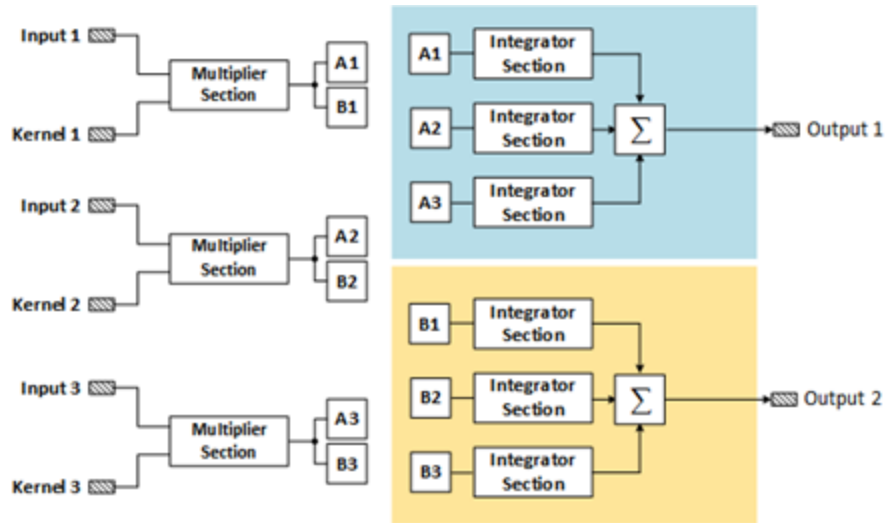 Input 1
Multiplier
Section
Kernel 1
A1
B1
Input 2
Multiplier
Section
Kernel 2
A2
B2
Input 3
Multiplier
Section
Kernel 3
A3
B3
A1
Integrator
Section
A2
Integrator
Section
A3
Integrator
Section
Σ
Output 1
B1
Integrator
Section
B2
Integrator
Section
B3
Integrator
Section
Σ
Output 2